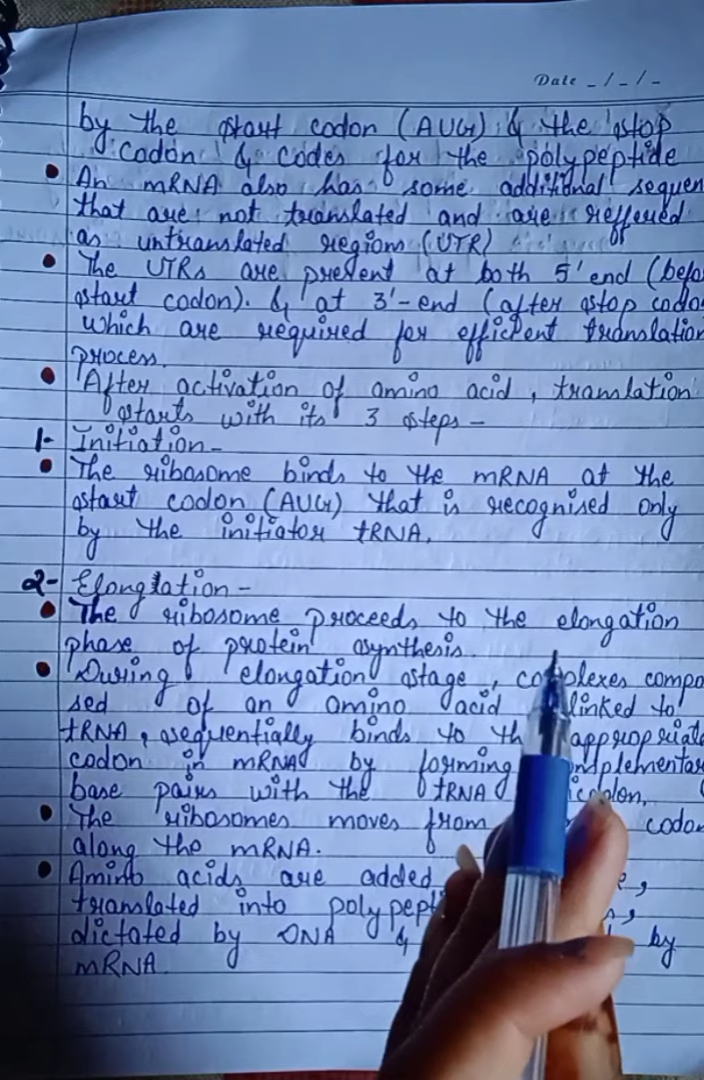 Date _/_/_
by the start codon (AUG) & the stop
codon & codes for the polypeptide
• An mRNA also has some additional sequen
that are not translated and are reffered
as untranslated regions (UTR)
• The UTRs are present at both 5' end (befo
start codon). & at 3'-end (after stop codo
which are required for efficient translation
process.
• After activation of amino acid, translation
starts with its 3 steps -
1- Initiation -
• The ribosome binds to the mRNA at the
start codon (AUG) that is recognised only
by the initiator tRNA.
2- Elongtation -
• The ribosome proceeds to the elongation
phase of protein synthesis.
• During elongation stage, complexes compo
sed of an amino acid linked to
tRNA, sequentially binds to th appropriate
codon in mRNA by forming mplementar
base pairs with the tRNA icodon.
• The ribosomes moves from codon
along the mRNA.
• Amino acids are added e,
translated into polypept s,
dictated by DNA & by
mRNA.